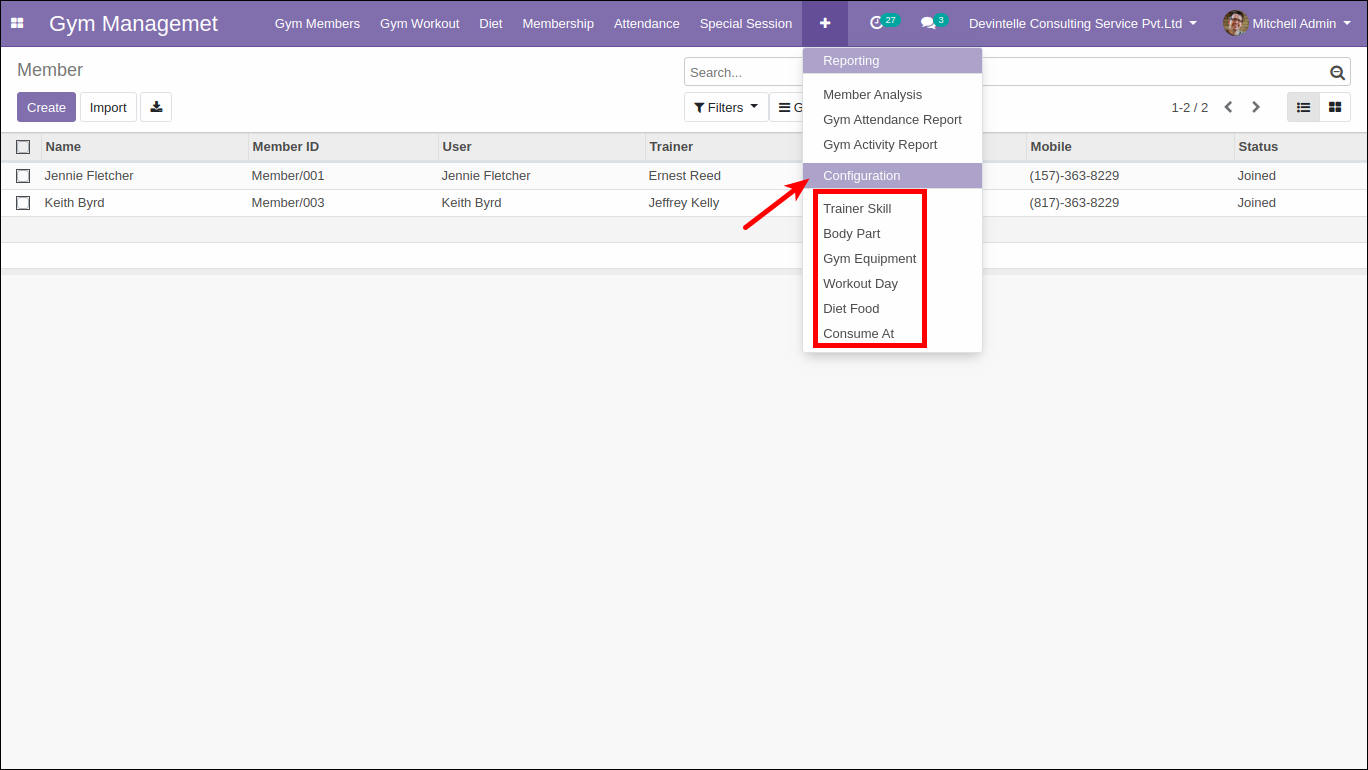 Gym Managemet Gym Members Gym Workout Diet Membership Attendance Special Session 27 3 Devintelle Consulting Service Pvt.Ltd Mitchell Admin
Member
Search...
Create Import
Filters G
1-2 / 2
Reporting
Member Analysis
Gym Attendance Report
Gym Activity Report
Configuration
Trainer Skill
Body Part
Gym Equipment
Workout Day
Diet Food
Consume At
Name Member ID User Trainer Mobile Status
Jennie Fletcher Member/001 Jennie Fletcher Ernest Reed (157)-363-8229 Joined
Keith Byrd Member/003 Keith Byrd Jeffrey Kelly (817)-363-8229 Joined